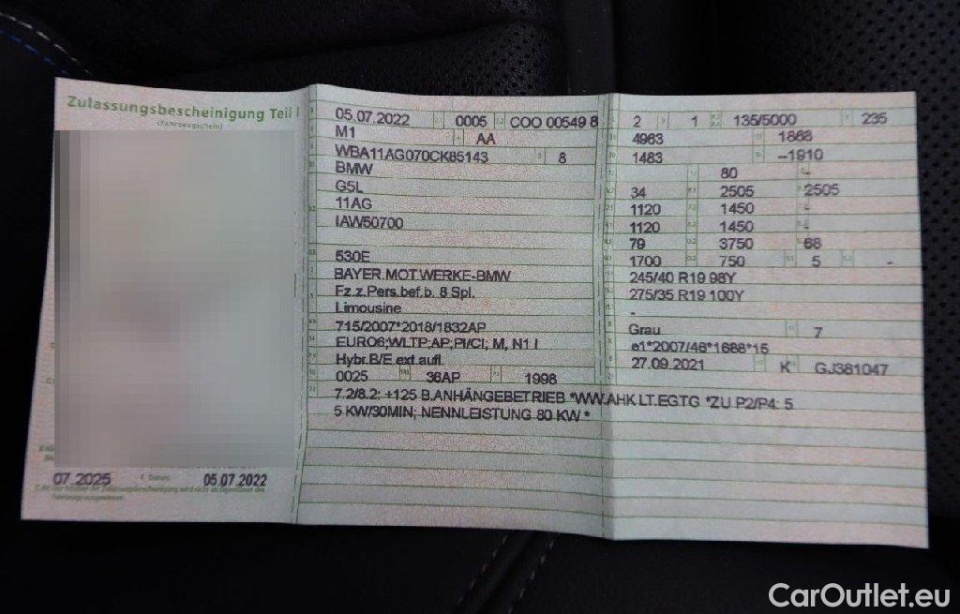 Zulassungsbescheinigung Teil I
(Fahrzeugschein)
07.2025 05.07.2022
05.07.2022 0005 COO 00549 8
M1 AA
WBA11AG070CK85143 8
BMW
G5L
11AG
IAW50700
530E
BAYER.MOT.WERKE-BMW
Fz.z.Pers.bef.b. 8 Spl.
Limousine
715/2007*2018/1832AP
EURO6;WLTP;AP;PI/CI; M, N1 I
Hybr.B/E ext.aufl.
0025 36AP 1998
7.2/8.2: +125 B.ANHÄNGEBETRIEB *WW.AHK LT.EGTG *ZU P2/P4: 5
5 KW/30MIN; NENNLEISTUNG 80 KW.*
2 1 135/5000 235
4963 1868
1483 –1910
80 -
34 2505 2505
1120 1450 -
1120 1450 -
79 3750 68
1700 750 5 -
245/40 R19 98Y
275/35 R19 100Y
-
Grau 7
e1*2007/46*1688*15
27.09.2021 K GJ381047
CarOutlet.eu